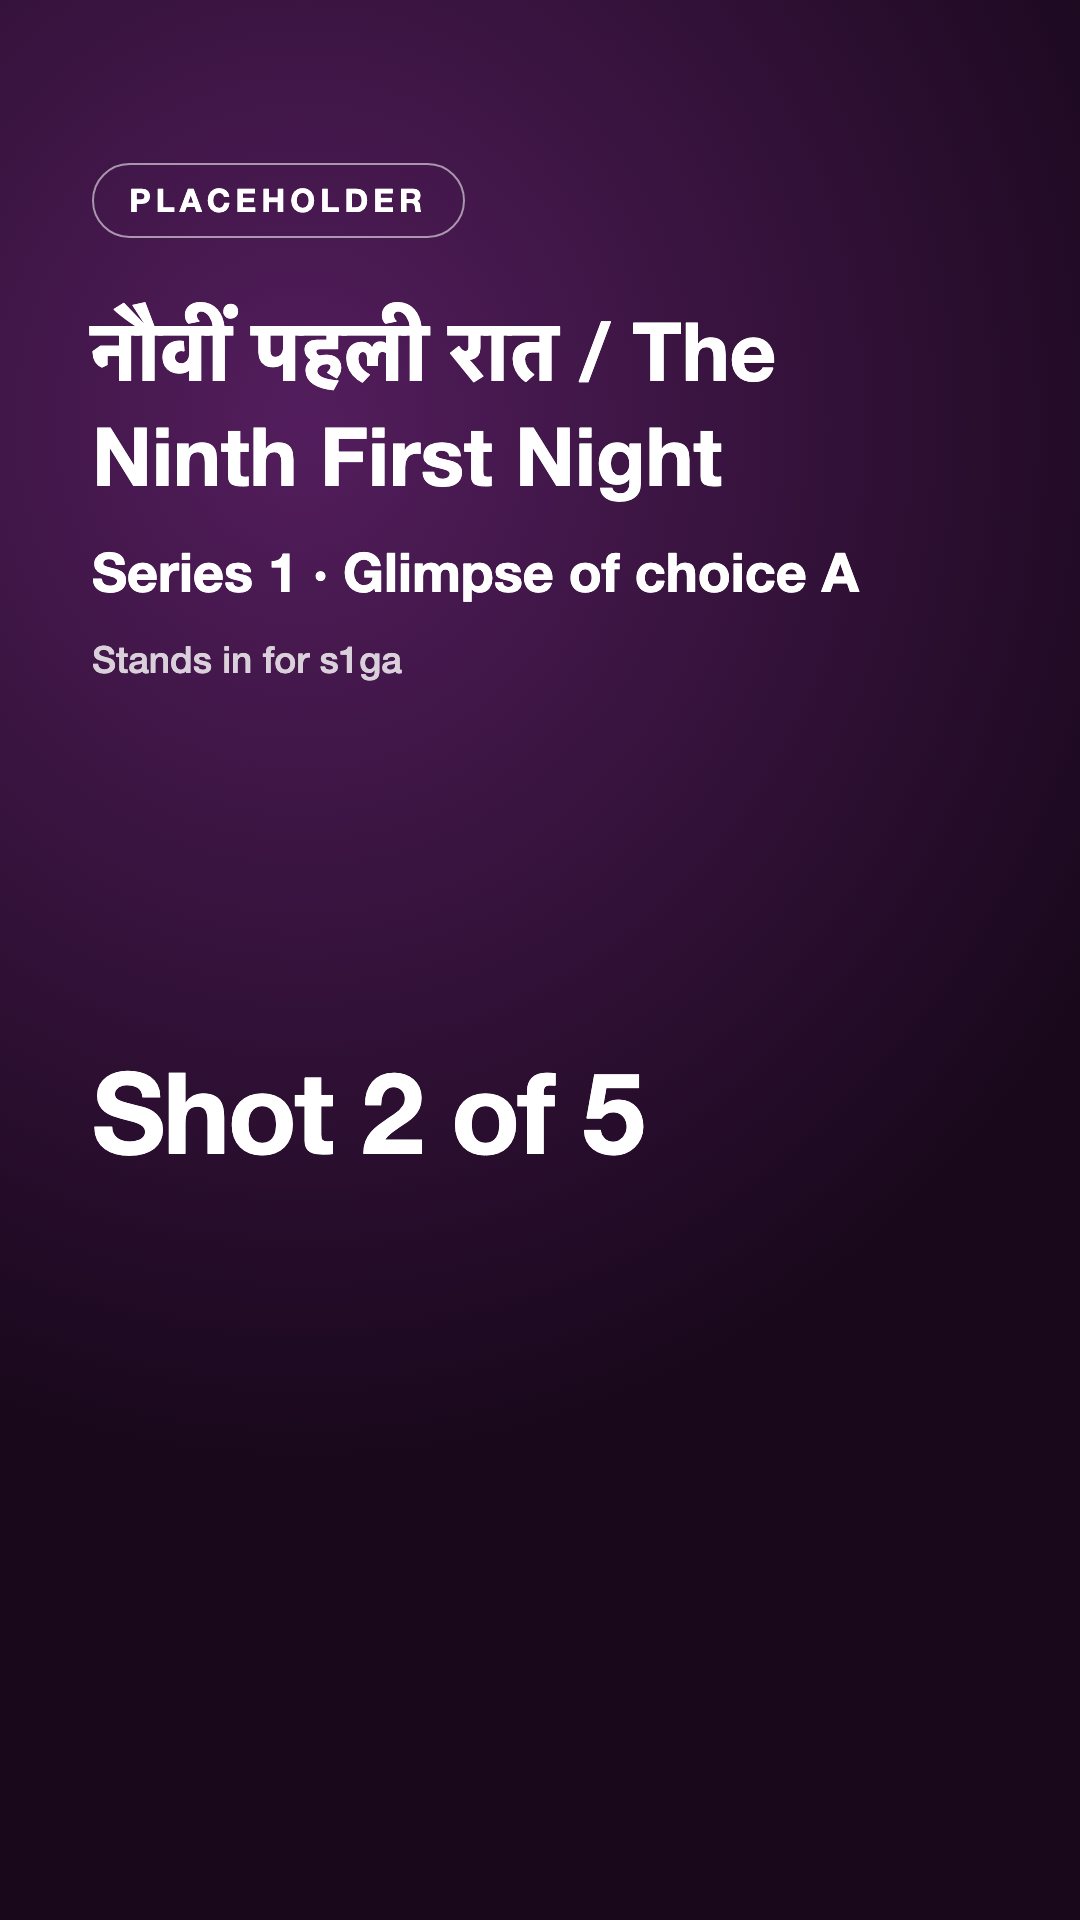 PLACEHOLDER
नौवीं पहली रात / The
Ninth First Night
Series 1 · Glimpse of choice A
Stands in for s1ga
Shot 2 of 5